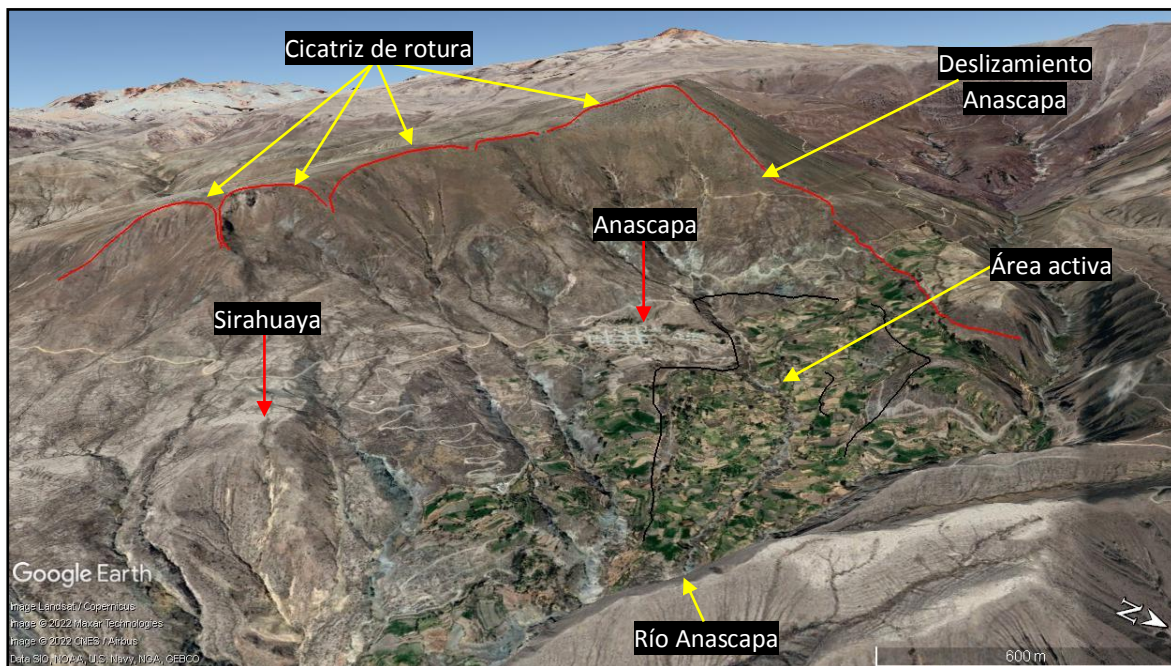 Cicatriz de rotura
Deslizamiento
Anascapa
Anascapa
Área activa
Sirahuaya
Google Earth
Image Landsat / Copernicus
Image © 2022 Maxar Technologies
Image © 2022 CNES / Airbus
Data SIO, NOAA, U.S. Navy, NGA, GEBCO
Río Anascapa
N
600 m